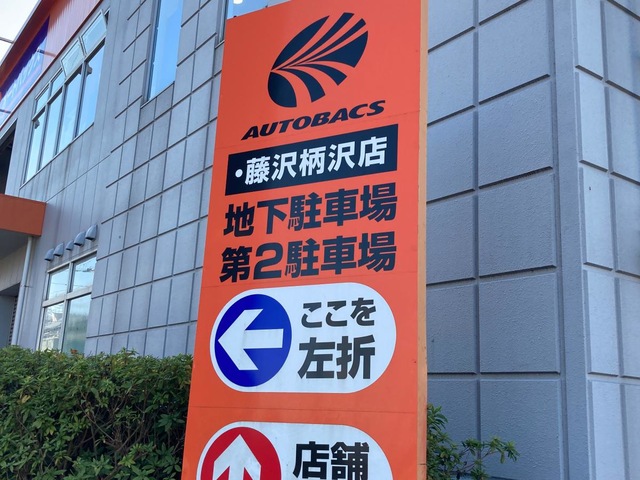 AUTOBACS
・藤沢柄沢店
地下駐車場
第2駐車場
ここを
左折
店舗